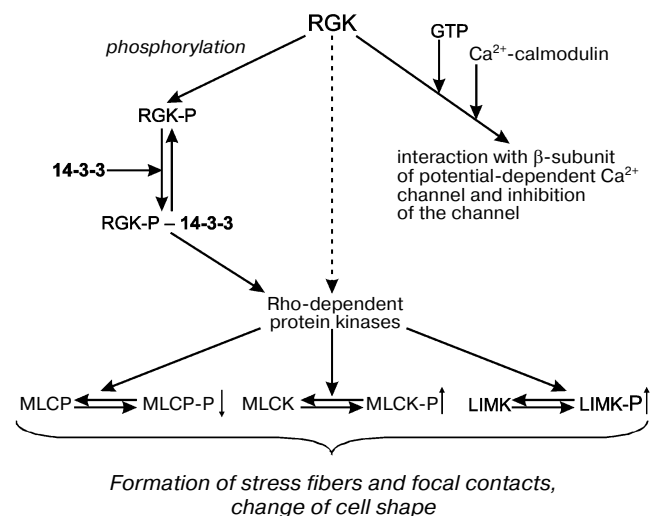 RGK
phosphorylation
GTP
Ca²⁺-calmodulin
RGK-P
14-3-3
interaction with β-subunit
of potential-dependent Ca²⁺
channel and inhibition
of the channel
RGK-P – 14-3-3
Rho-dependent
protein kinases
MLCP MLCP-P MLCK MLCK-P LIMK LIMK-P
Formation of stress fibers and focal contacts,
change of cell shape